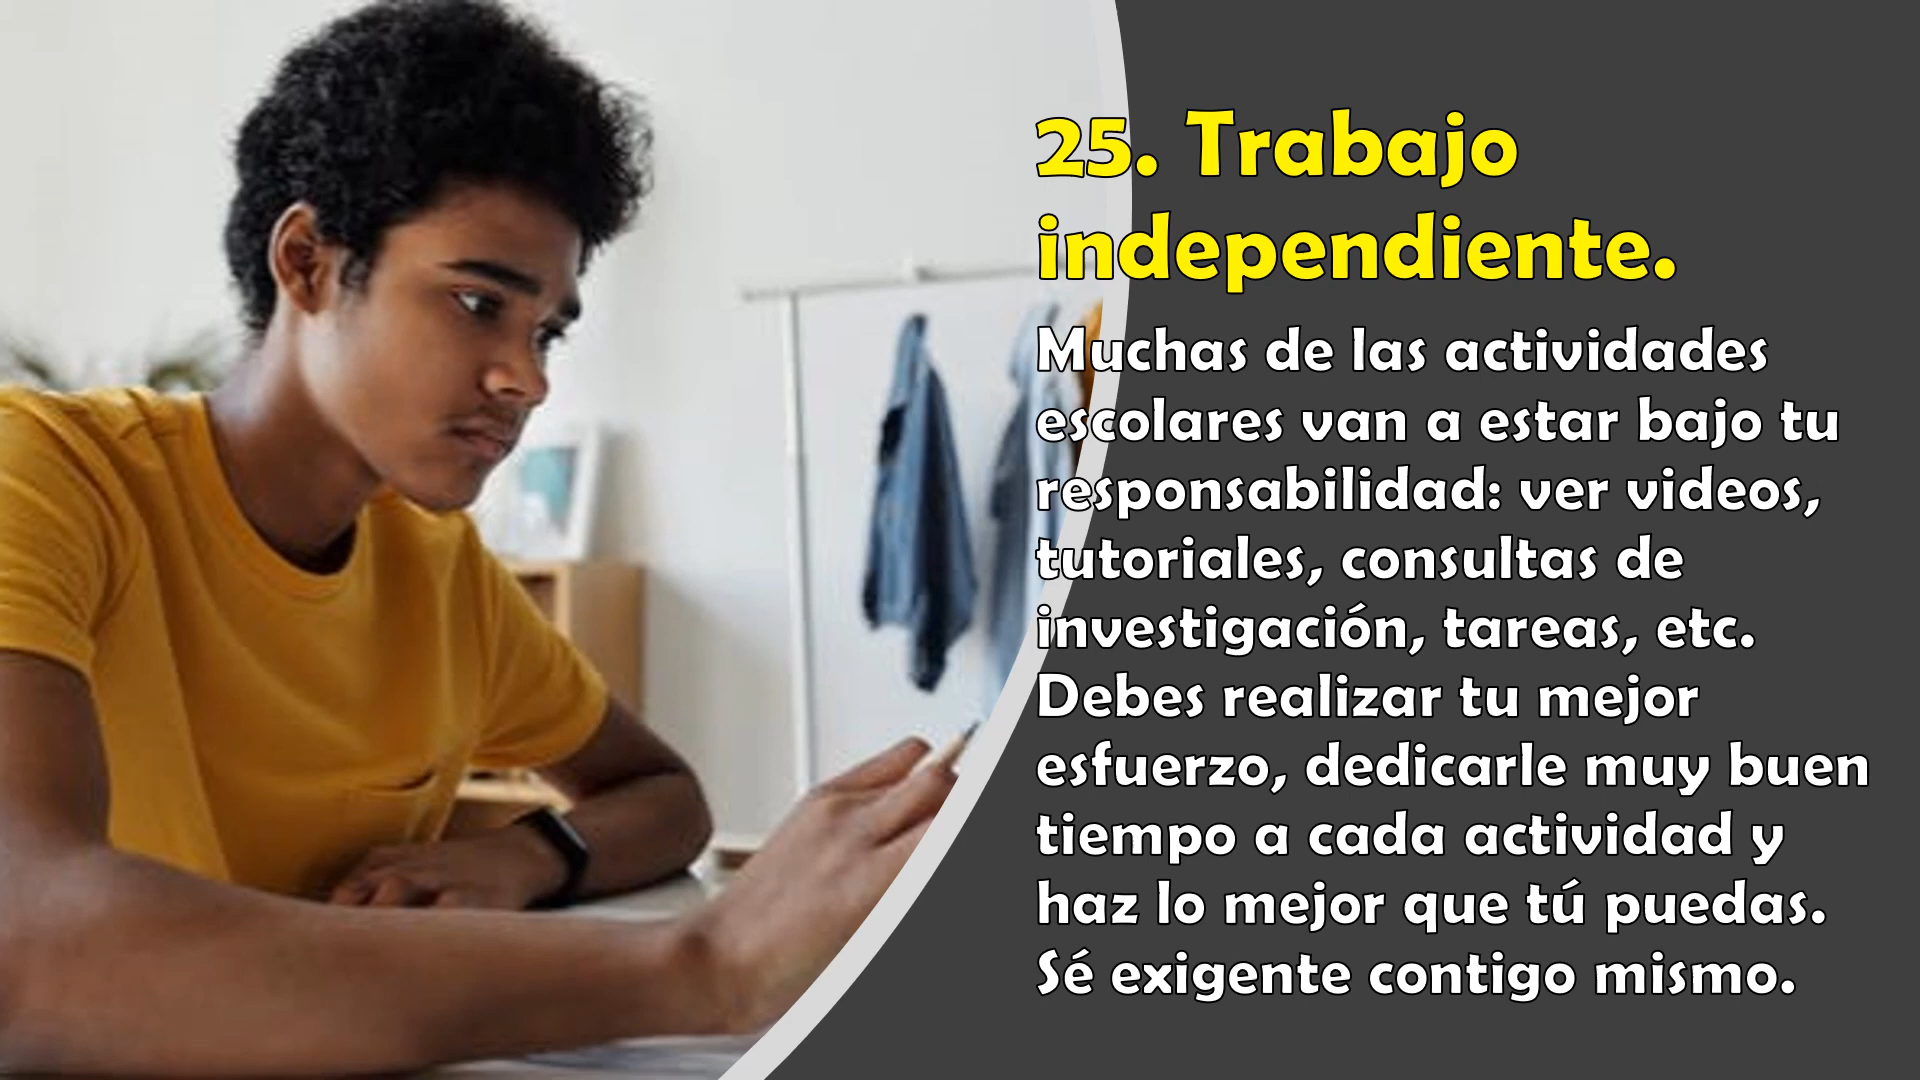 25. Trabajo
independiente.
Muchas de las actividades
escolares van a estar bajo tu
responsabilidad: ver videos,
tutoriales, consultas de
investigación, tareas, etc.
Debes realizar tu mejor
esfuerzo, dedicarle muy buen
tiempo a cada actividad y
haz lo mejor que tú puedas.
Sé exigente contigo mismo.